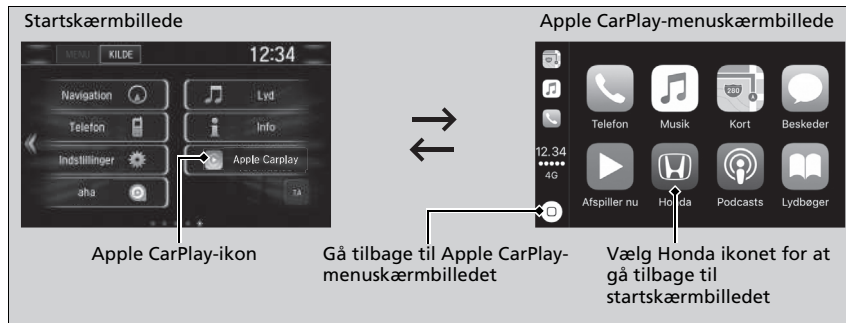 Startskærmbillede
Apple CarPlay-menuskærmbillede
MENU KILDE 12:34
Navigation Lyd
Telefon Info
Indstillinger Apple Carplay
aha TA
Telefon Musik Kort Beskeder
280
12.34
4G
Afspiller nu Honda Podcasts Lydbøger
Apple CarPlay-ikon
Gå tilbage til Apple CarPlay-
menuskærmbilledet
Vælg Honda ikonet for at
gå tilbage til
startskærmbilledet